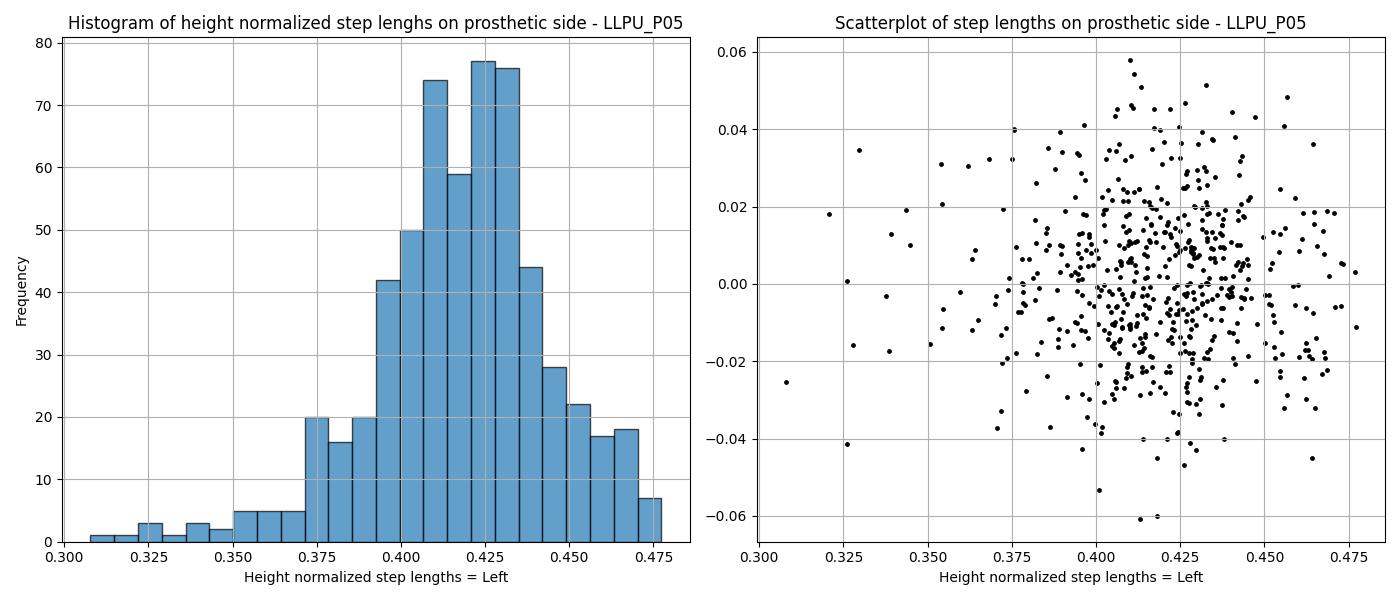 Histogram of height normalized step lenghs on prosthetic side - LLPU_P05
Frequency
80
70
60
50
40
30
20
10
0
0.300 0.325 0.350 0.375 0.400 0.425 0.450 0.475
Height normalized step lengths = Left
Scatterplot of step lengths on prosthetic side - LLPU_P05
0.06
0.04
0.02
0.00
−0.02
−0.04
−0.06
0.300 0.325 0.350 0.375 0.400 0.425 0.450 0.475
Height normalized step lengths = Left